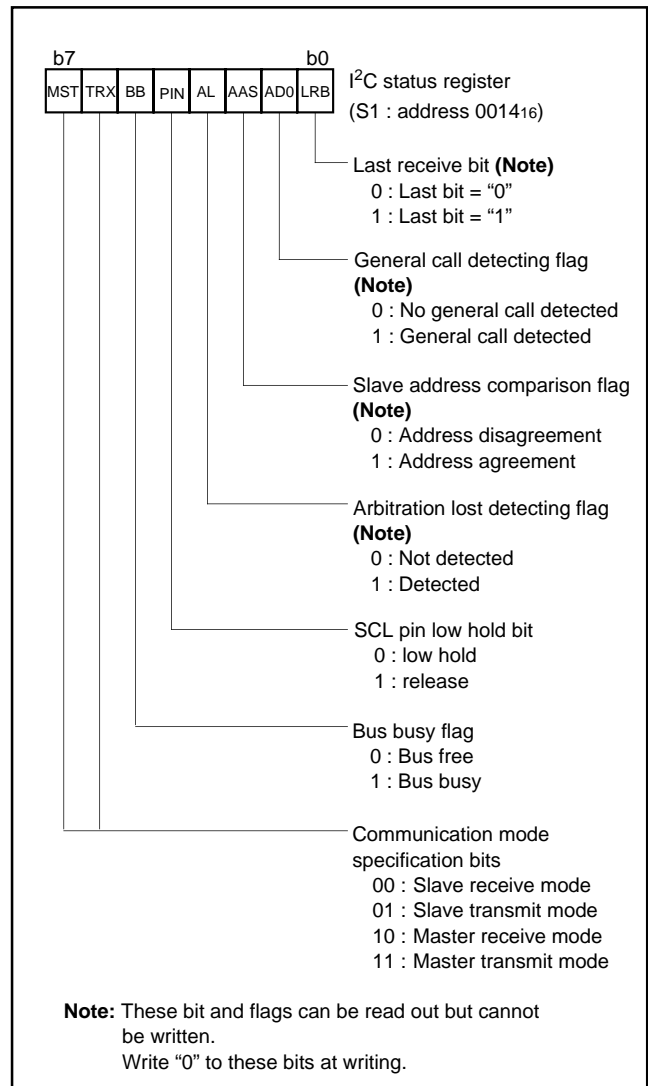 b7 b0
MST TRX BB PIN AL AAS AD0 LRB
I2C status register
(S1 : address 001416)
Last receive bit (Note)
0 : Last bit = “0”
1 : Last bit = “1”
General call detecting flag
(Note)
0 : No general call detected
1 : General call detected
Slave address comparison flag
(Note)
0 : Address disagreement
1 : Address agreement
Arbitration lost detecting flag
(Note)
0 : Not detected
1 : Detected
SCL pin low hold bit
0 : low hold
1 : release
Bus busy flag
0 : Bus free
1 : Bus busy
Communication mode
specification bits
00 : Slave receive mode
01 : Slave transmit mode
10 : Master receive mode
11 : Master transmit mode
Note: These bit and flags can be read out but cannot
be written.
Write “0” to these bits at writing.